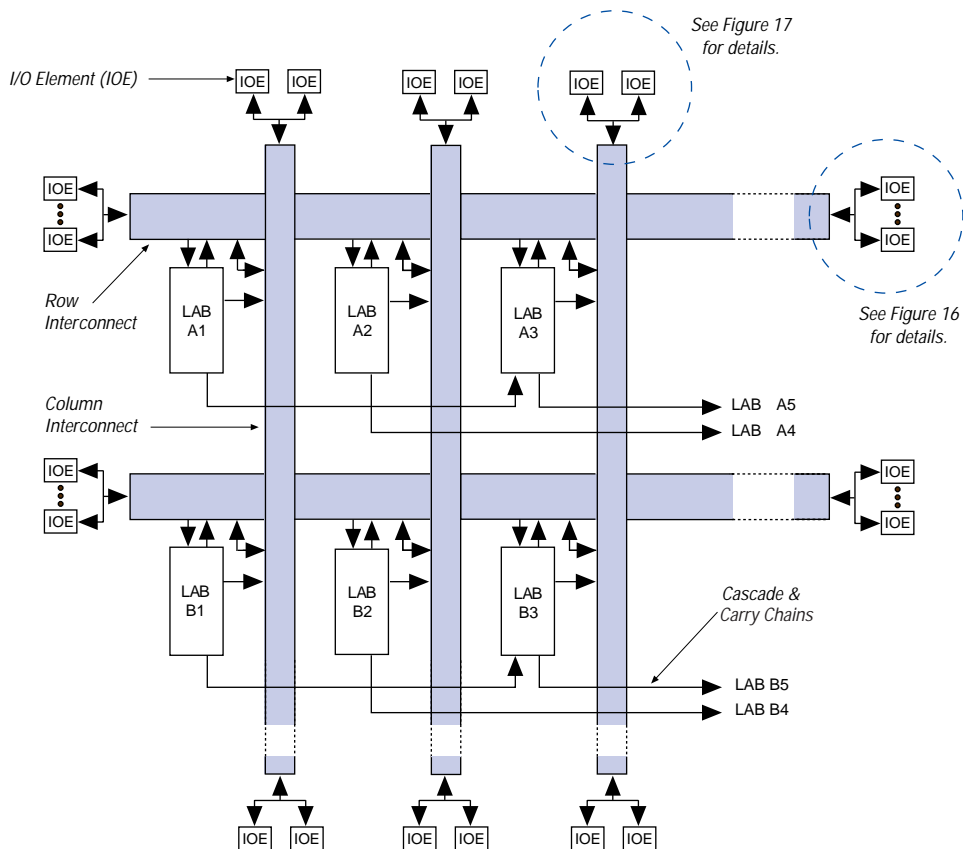 See Figure 17
for details.
I/O Element (IOE)
IOE IOE IOE IOE IOE IOE
IOE IOE
IOE IOE
Row
Interconnect
LAB
A1
LAB
A2
LAB
A3
See Figure 16
for details.
Column
Interconnect
LAB A5
LAB A4
IOE IOE
IOE IOE
LAB
B1
LAB
B2
LAB
B3
Cascade &
Carry Chains
LAB B5
LAB B4
IOE IOE IOE IOE IOE IOE